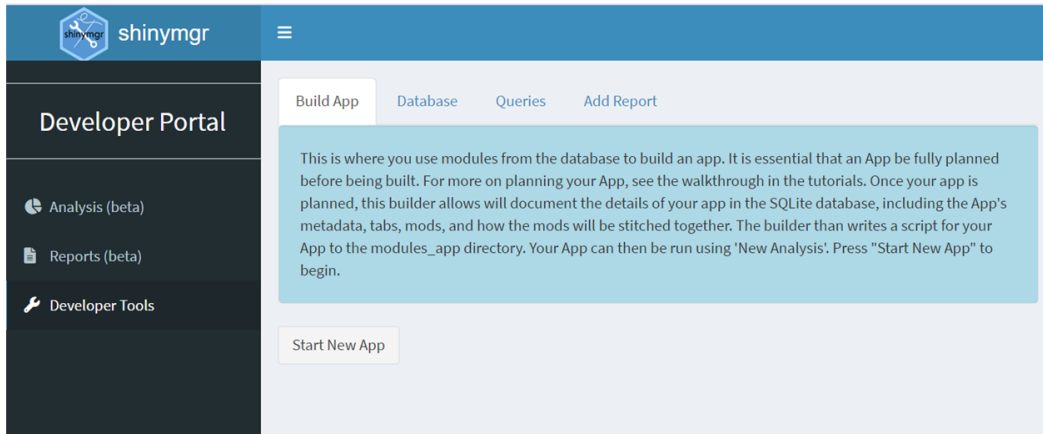 shinymgr
shinymgr
Developer Portal
Analysis (beta)
Reports (beta)
Developer Tools
Build App
Database
Queries
Add Report
This is where you use modules from the database to build an app. It is essential that an App be fully planned
before being built. For more on planning your App, see the walkthrough in the tutorials. Once your app is
planned, this builder allows will document the details of your app in the SQLite database, including the App's
metadata, tabs, mods, and how the mods will be stitched together. The builder than writes a script for your
App to the modules_app directory. Your App can then be run using 'New Analysis'. Press "Start New App" to
begin.
Start New App